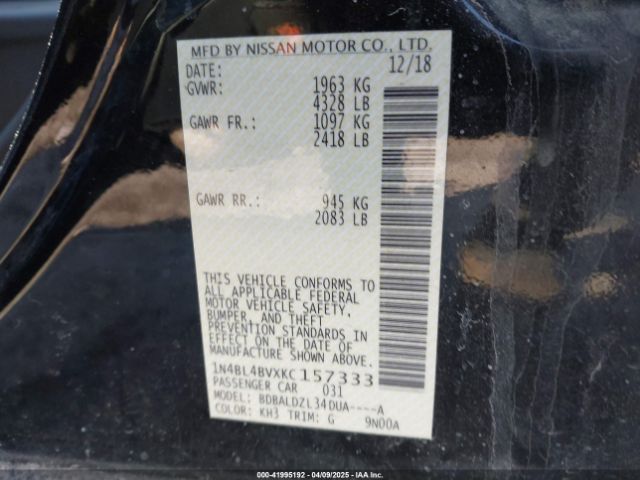 MFD BY NISSAN MOTOR CO., LTD.
DATE: 12/18
GVWR: 1963 KG
4328 LB
GAWR FR.: 1097 KG
2418 LB
GAWR RR.: 945 KG
2083 LB
THIS VEHICLE CONFORMS TO
ALL APPLICABLE FEDERAL
MOTOR VEHICLE SAFETY,
BUMPER, AND THEFT
PREVENTION STANDARDS IN
EFFECT ON THE DATE OF
MANUFACTURE SHOWN ABOVE.
1N4BL4BVXKC157333
PASSENGER CAR 031
MODEL: BDBALDZL34DUA----A
COLOR: KH3 TRIM: G 9N00A
000-41995192 - 04/09/2025 - www.iaai.com